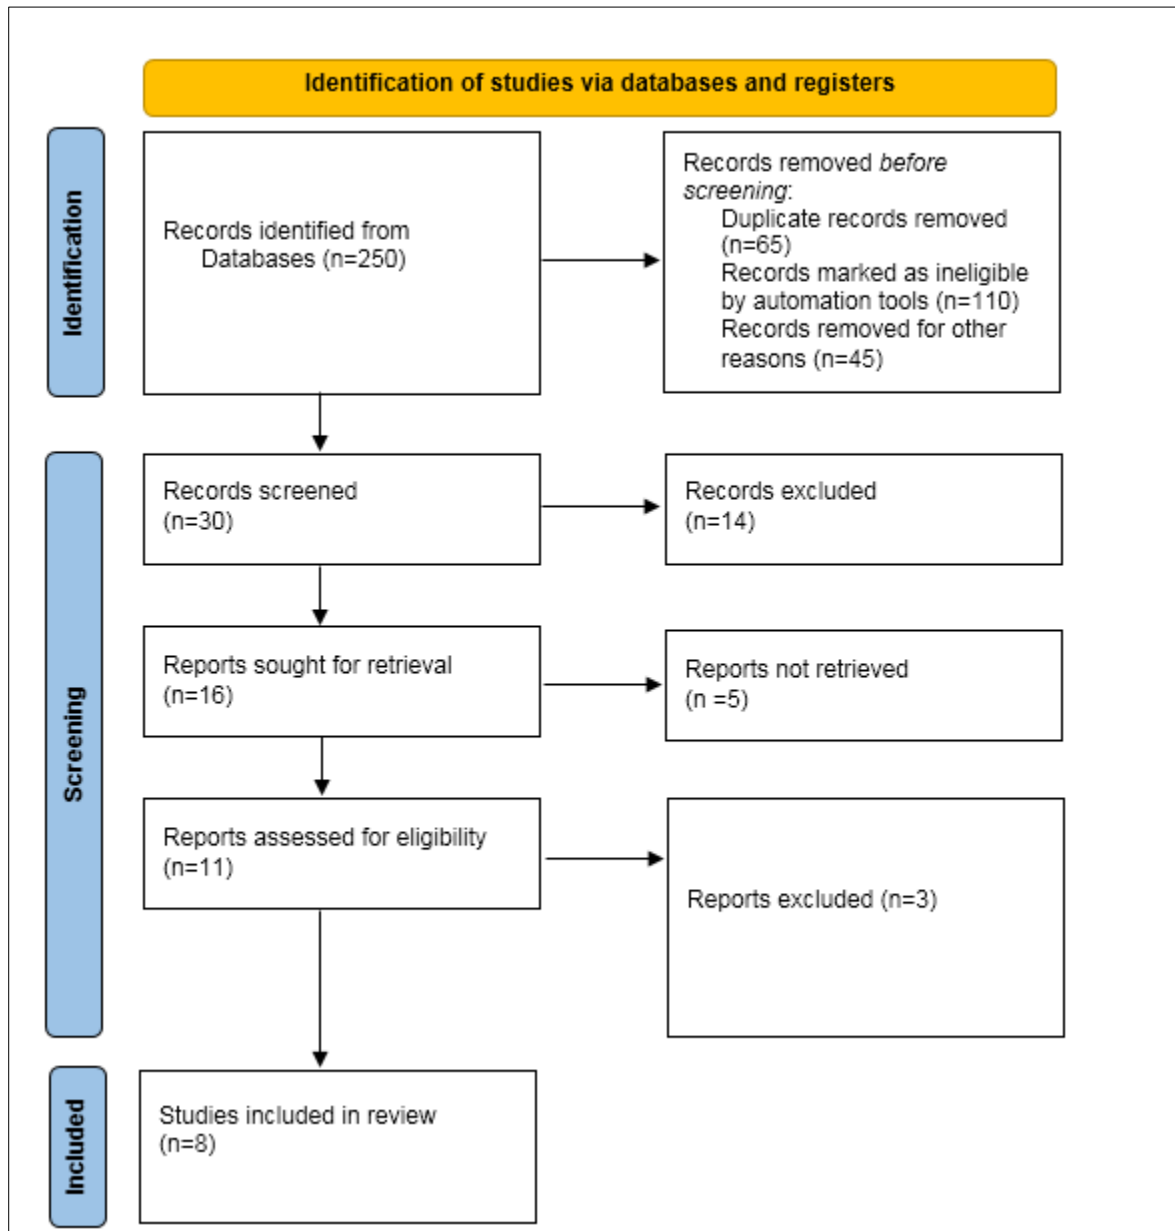 Identification of studies via databases and registers
Identification
Records identified from
Databases (n=250)
Records removed before
screening:
Duplicate records removed
(n=65)
Records marked as ineligible
by automation tools (n=110)
Records removed for other
reasons (n=45)
Screening
Records screened
(n=30)
Records excluded
(n=14)
Reports sought for retrieval
(n=16)
Reports not retrieved
(n =5)
Reports assessed for eligibility
(n=11)
Reports excluded (n=3)
Included
Studies included in review
(n=8)